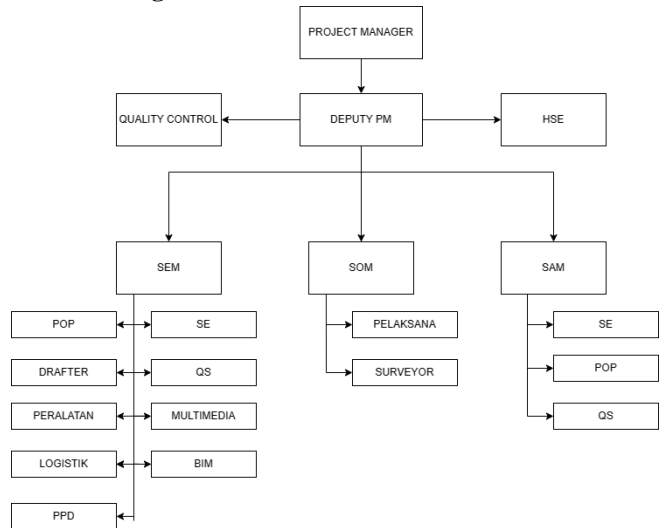 PROJECT MANAGER
QUALITY CONTROL
DEPUTY PM
HSE
SEM
SOM
SAM
POP
SE
PELAKSANA
SE
DRAFTER
QS
SURVEYOR
POP
PERALATAN
MULTIMEDIA
QS
LOGISTIK
BIM
PPD